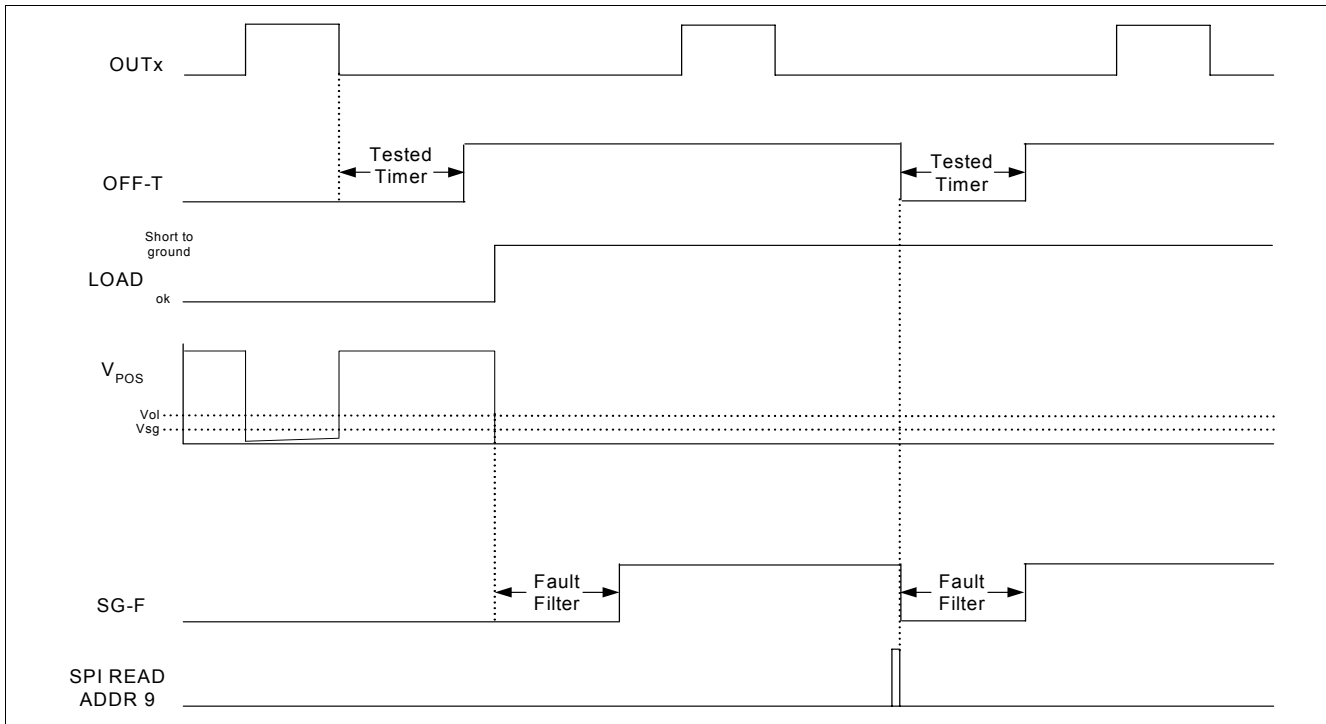 OUTx
Tested
Timer
Tested
Timer
OFF-T
Short to
ground
LOAD
ok
VPOS
Vol
Vsg
Fault
Filter
Fault
Filter
SG-F
SPI READ
ADDR 9